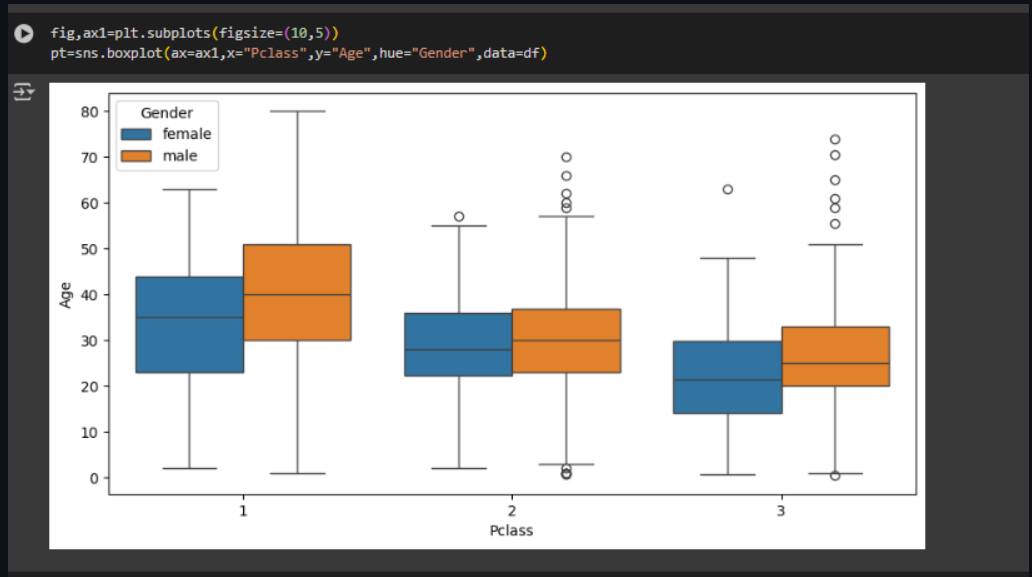 fig,ax1=plt.subplots(figsize=(10,5))
pt=sns.boxplot(ax=ax1,x="Pclass",y="Age",hue="Gender",data=df)
Gender
female
male
80
70
60
50
40
30
20
10
0
Age
1 2 3
Pclass